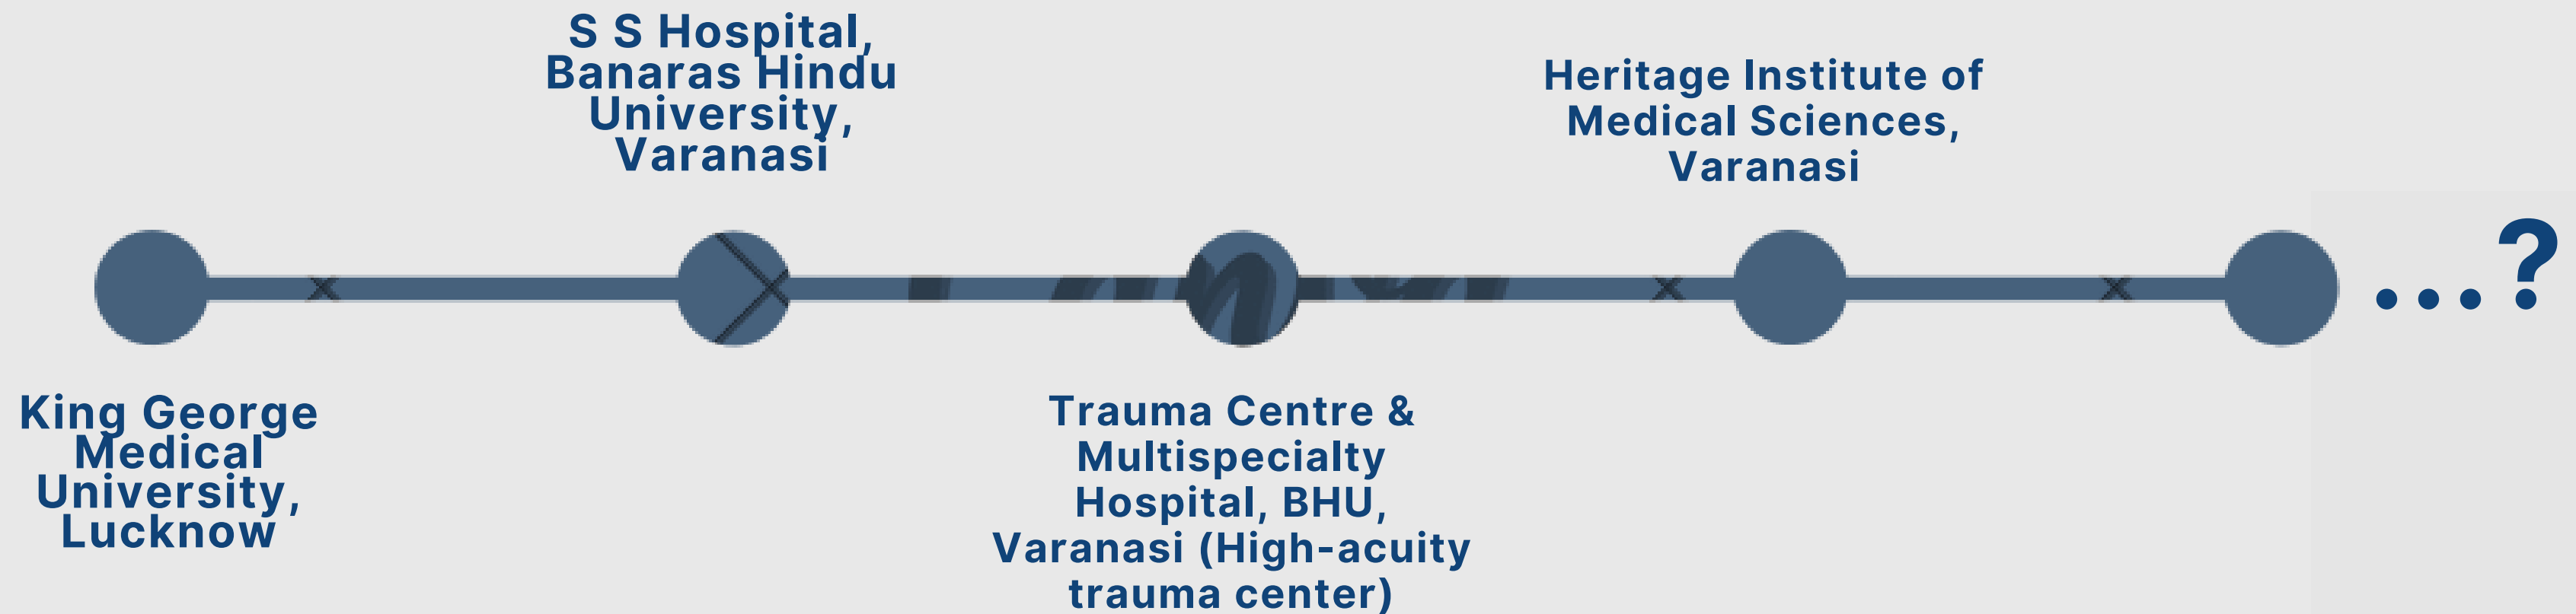 S S Hospital,
Banaras Hindu
University,
Varanasi
Heritage Institute of
Medical Sciences,
Varanasi
...?
King George
Medical
University,
Lucknow
Trauma Centre &
Multispecialty
Hospital, BHU,
Varanasi (High-acuity
trauma center)